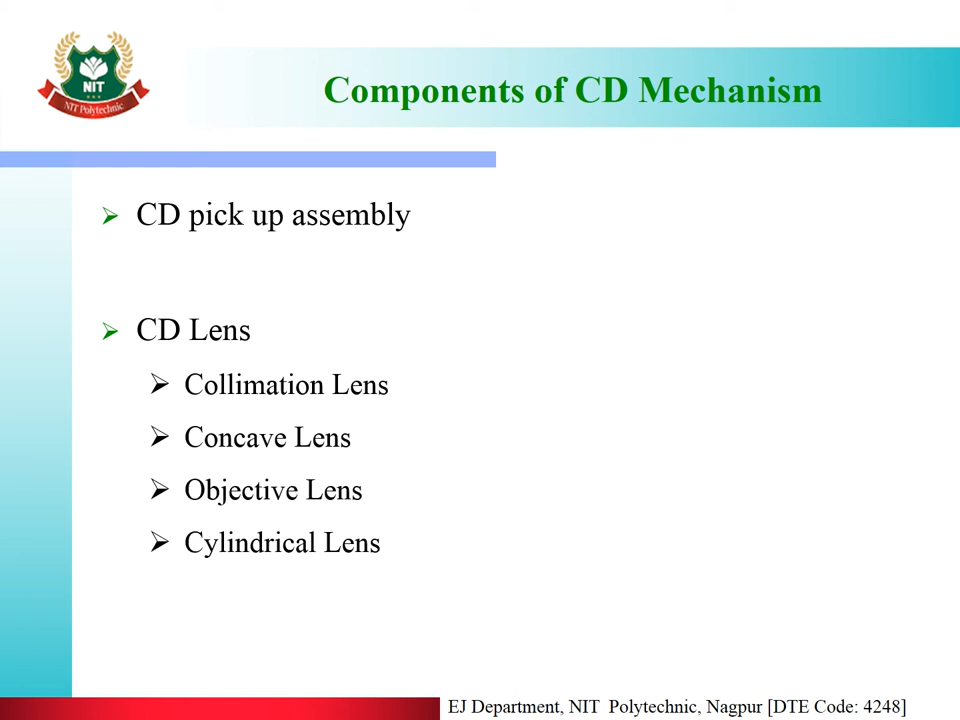 NIT
NIT Polytechnic
Components of CD Mechanism
CD pick up assembly
CD Lens
Collimation Lens
Concave Lens
Objective Lens
Cylindrical Lens
EJ Department, NIT Polytechnic, Nagpur [DTE Code: 4248]